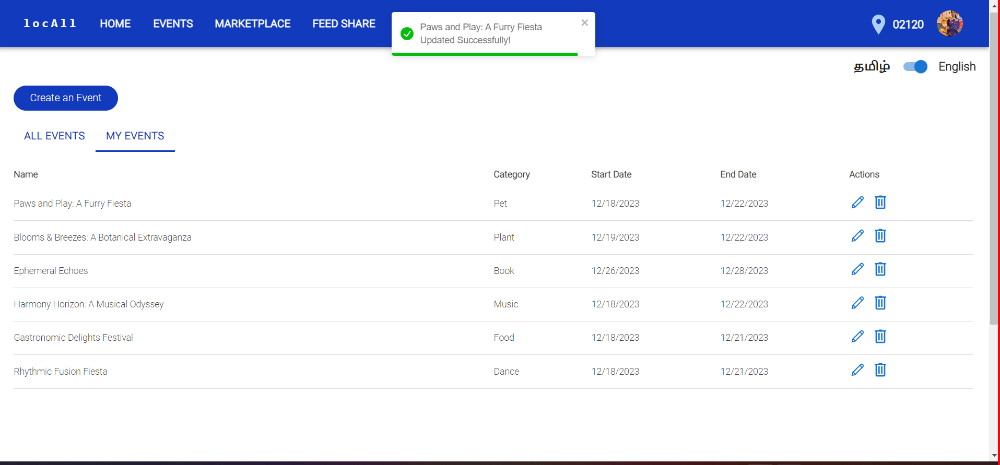 locAll HOME EVENTS MARKETPLACE FEED SHARE 02120
Paws and Play: A Furry Fiesta
Updated Successfully!
தமிழ் English
Create an Event
ALL EVENTS MY EVENTS
Name Category Start Date End Date Actions
Paws and Play: A Furry Fiesta Pet 12/18/2023 12/22/2023
Blooms & Breezes: A Botanical Extravaganza Plant 12/19/2023 12/22/2023
Ephemeral Echoes Book 12/26/2023 12/28/2023
Harmony Horizon: A Musical Odyssey Music 12/18/2023 12/22/2023
Gastronomic Delights Festival Food 12/18/2023 12/21/2023
Rhythmic Fusion Fiesta Dance 12/18/2023 12/21/2023